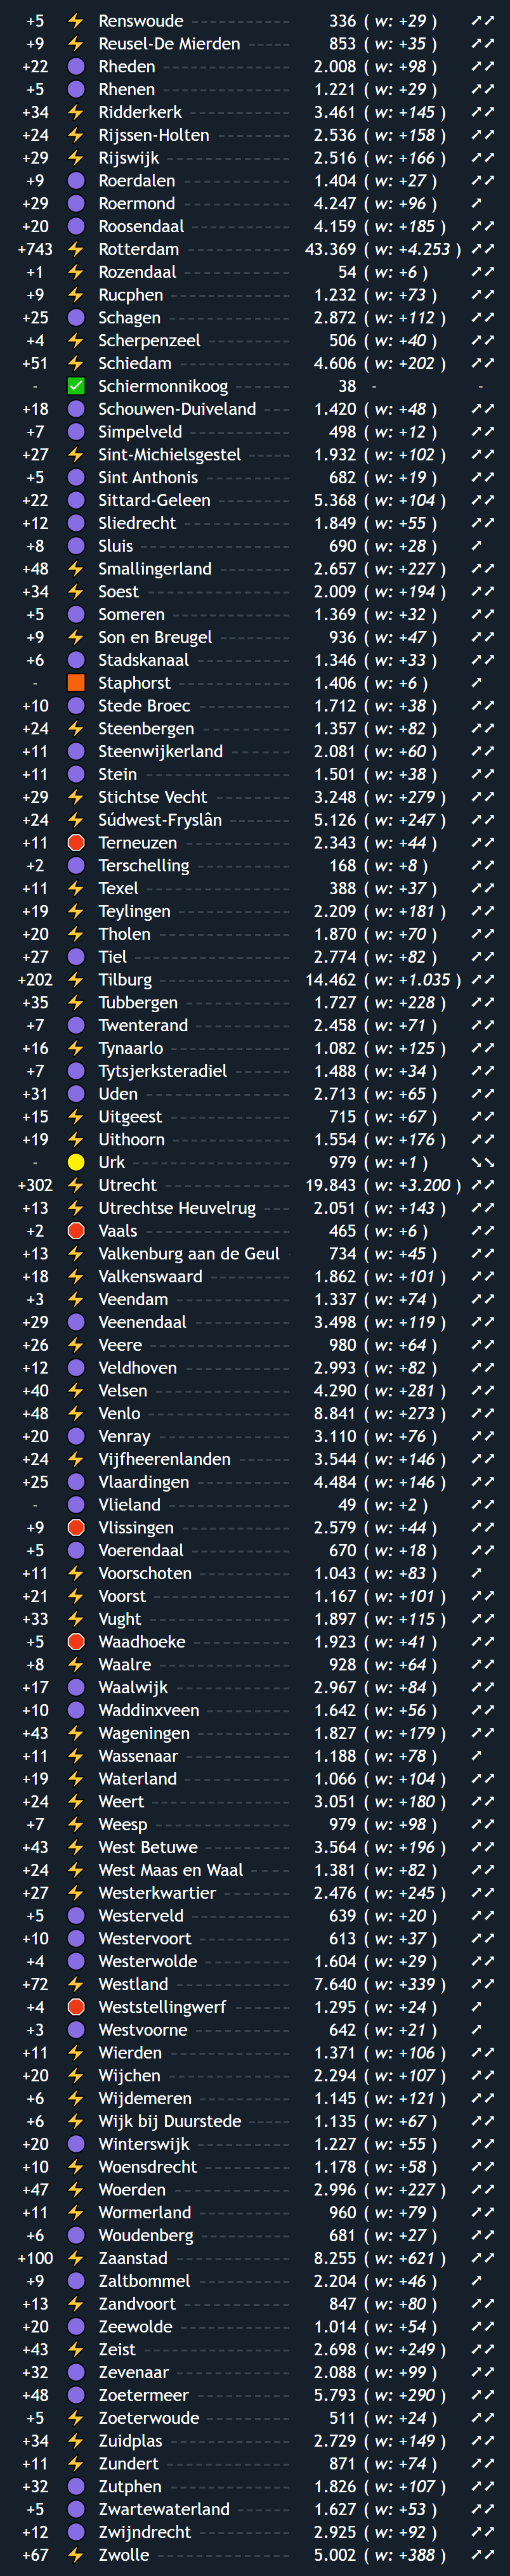 +5 ⚡ Renswoude 336 ( w: +29 ) ↗↗
+9 ⚡ Reusel-De Mierden 853 ( w: +35 ) ↗↗
+22 🟣 Rheden 2.008 ( w: +98 ) ↗↗
+5 🟣 Rhenen 1.221 ( w: +29 ) ↗↗
+34 ⚡ Ridderkerk 3.461 ( w: +145 ) ↗↗
+24 ⚡ Rijssen-Holten 2.536 ( w: +158 ) ↗↗
+29 ⚡ Rijswijk 2.516 ( w: +166 ) ↗↗
+9 🟣 Roerdalen 1.404 ( w: +27 ) ↗↗
+29 🟣 Roermond 4.247 ( w: +96 ) ↗
+20 🟣 Roosendaal 4.159 ( w: +185 ) ↗↗
+743 ⚡ Rotterdam 43.369 ( w: +4.253 ) ↗↗
+1 ⚡ Rozendaal 54 ( w: +6 ) ↗↗
+9 ⚡ Rucphen 1.232 ( w: +73 ) ↗↗
+25 🟣 Schagen 2.872 ( w: +112 ) ↗↗
+4 ⚡ Scherpenzeel 506 ( w: +40 ) ↗↗
+51 ⚡ Schiedam 4.606 ( w: +202 ) ↗↗
- ✅ Schiermonnikoog 38 - -
+18 🟣 Schouwen-Duiveland 1.420 ( w: +48 ) ↗↗
+7 🟣 Simpelveld 498 ( w: +12 ) ↗↗
+27 ⚡ Sint-Michielsgestel 1.932 ( w: +102 ) ↗↗
+5 🟣 Sint Anthonis 682 ( w: +19 ) ↗↗
+22 🟣 Sittard-Geleen 5.368 ( w: +104 ) ↗↗
+12 🟣 Sliedrecht 1.849 ( w: +55 ) ↗↗
+8 🟣 Sluis 690 ( w: +28 ) ↗
+48 ⚡ Smallingerland 2.657 ( w: +227 ) ↗↗
+34 ⚡ Soest 2.009 ( w: +194 ) ↗↗
+5 🟣 Someren 1.369 ( w: +32 ) ↗↗
+9 ⚡ Son en Breugel 936 ( w: +47 ) ↗↗
+6 🟣 Stadskanaal 1.346 ( w: +33 ) ↗↗
- 🟧 Staphorst 1.406 ( w: +6 ) ↗
+10 🟣 Stede Broec 1.712 ( w: +38 ) ↗↗
+24 ⚡ Steenbergen 1.357 ( w: +82 ) ↗↗
+11 🟣 Steenwijkerland 2.081 ( w: +60 ) ↗↗
+11 🟣 Stein 1.501 ( w: +38 ) ↗↗
+29 ⚡ Stichtse Vecht 3.248 ( w: +279 ) ↗↗
+24 ⚡ Súdwest-Fryslân 5.126 ( w: +247 ) ↗↗
+11 🛑 Terneuzen 2.343 ( w: +44 ) ↗↗
+2 🟣 Terschelling 168 ( w: +8 ) ↗↗
+11 ⚡ Texel 388 ( w: +37 ) ↗↗
+19 ⚡ Teylingen 2.209 ( w: +181 ) ↗↗
+20 ⚡ Tholen 1.870 ( w: +70 ) ↗↗
+27 🟣 Tiel 2.774 ( w: +82 ) ↗↗
+202 ⚡ Tilburg 14.462 ( w: +1.035 ) ↗↗
+35 ⚡ Tubbergen 1.727 ( w: +228 ) ↗↗
+7 🟣 Twenterand 2.458 ( w: +71 ) ↗↗
+16 ⚡ Tynaarlo 1.082 ( w: +125 ) ↗↗
+7 🟣 Tytsjerksteradiel 1.488 ( w: +34 ) ↗↗
+31 🟣 Uden 2.713 ( w: +65 ) ↗↗
+15 ⚡ Uitgeest 715 ( w: +67 ) ↗↗
+19 ⚡ Uithoorn 1.554 ( w: +176 ) ↗↗
- 🟡 Urk 979 ( w: +1 ) ↘↘
+302 ⚡ Utrecht 19.843 ( w: +3.200 ) ↗↗
+13 ⚡ Utrechtse Heuvelrug 2.051 ( w: +143 ) ↗↗
+2 🛑 Vaals 465 ( w: +6 ) ↗↗
+13 ⚡ Valkenburg aan de Geul 734 ( w: +45 ) ↗↗
+18 ⚡ Valkenswaard 1.862 ( w: +101 ) ↗↗
+3 ⚡ Veendam 1.337 ( w: +74 ) ↗↗
+29 🟣 Veenendaal 3.498 ( w: +119 ) ↗↗
+26 ⚡ Veere 980 ( w: +64 ) ↗↗
+12 🟣 Veldhoven 2.993 ( w: +82 ) ↗↗
+40 ⚡ Velsen 4.290 ( w: +281 ) ↗↗
+48 ⚡ Venlo 8.841 ( w: +273 ) ↗↗
+20 🟣 Venray 3.110 ( w: +76 ) ↗↗
+24 ⚡ Vijfheerenlanden 3.544 ( w: +146 ) ↗↗
+25 🟣 Vlaardingen 4.484 ( w: +146 ) ↗↗
- 🟣 Vlieland 49 ( w: +2 ) ↗↗
+9 🛑 Vlissingen 2.579 ( w: +44 ) ↗↗
+5 🟣 Voerendaal 670 ( w: +18 ) ↗↗
+11 ⚡ Voorschoten 1.043 ( w: +83 ) ↗
+21 ⚡ Voorst 1.167 ( w: +101 ) ↗↗
+33 ⚡ Vught 1.897 ( w: +115 ) ↗↗
+5 🛑 Waadhoeke 1.923 ( w: +41 ) ↗↗
+8 ⚡ Waalre 928 ( w: +64 ) ↗↗
+17 🟣 Waalwijk 2.967 ( w: +84 ) ↗↗
+10 🟣 Waddinxveen 1.642 ( w: +56 ) ↗↗
+43 ⚡ Wageningen 1.827 ( w: +179 ) ↗↗
+11 ⚡ Wassenaar 1.188 ( w: +78 ) ↗
+19 ⚡ Waterland 1.066 ( w: +104 ) ↗↗
+24 ⚡ Weert 3.051 ( w: +180 ) ↗↗
+7 ⚡ Weesp 979 ( w: +98 ) ↗↗
+43 ⚡ West Betuwe 3.564 ( w: +196 ) ↗↗
+24 ⚡ West Maas en Waal 1.381 ( w: +82 ) ↗↗
+27 ⚡ Westerkwartier 2.476 ( w: +245 ) ↗↗
+5 🟣 Westerveld 639 ( w: +20 ) ↗↗
+10 🟣 Westervoort 613 ( w: +37 ) ↗↗
+4 🟣 Westerwolde 1.604 ( w: +29 ) ↗↗
+72 ⚡ Westland 7.640 ( w: +339 ) ↗↗
+4 🛑 Weststellingwerf 1.295 ( w: +24 ) ↗
+3 🟣 Westvoorne 642 ( w: +21 ) ↗
+11 ⚡ Wierden 1.371 ( w: +106 ) ↗↗
+20 🟣 Wijchen 2.294 ( w: +107 ) ↗↗
+6 ⚡ Wijdemeren 1.145 ( w: +121 ) ↗↗
+6 ⚡ Wijk bij Duurstede 1.135 ( w: +67 ) ↗↗
+20 🟣 Winterswijk 1.227 ( w: +55 ) ↗↗
+10 ⚡ Woensdrecht 1.178 ( w: +58 ) ↗↗
+47 ⚡ Woerden 2.996 ( w: +227 ) ↗↗
+11 ⚡ Wormerland 960 ( w: +79 ) ↗↗
+6 🟣 Woudenberg 681 ( w: +27 ) ↗↗
+100 ⚡ Zaanstad 8.255 ( w: +621 ) ↗↗
+9 🟣 Zaltbommel 2.204 ( w: +46 ) ↗
+13 ⚡ Zandvoort 847 ( w: +80 ) ↗↗
+20 🟣 Zeewolde 1.014 ( w: +54 ) ↗↗
+43 ⚡ Zeist 2.698 ( w: +249 ) ↗↗
+32 🟣 Zevenaar 2.088 ( w: +99 ) ↗↗
+48 🟣 Zoetermeer 5.793 ( w: +290 ) ↗↗
+5 ⚡ Zoeterwoude 511 ( w: +24 ) ↗↗
+34 ⚡ Zuidplas 2.729 ( w: +149 ) ↗↗
+11 ⚡ Zundert 871 ( w: +74 ) ↗↗
+32 🟣 Zutphen 1.826 ( w: +107 ) ↗↗
+5 🟣 Zwartewaterland 1.627 ( w: +53 ) ↗↗
+12 🟣 Zwijndrecht 2.925 ( w: +92 ) ↗↗
+67 ⚡ Zwolle 5.002 ( w: +388 ) ↗↗